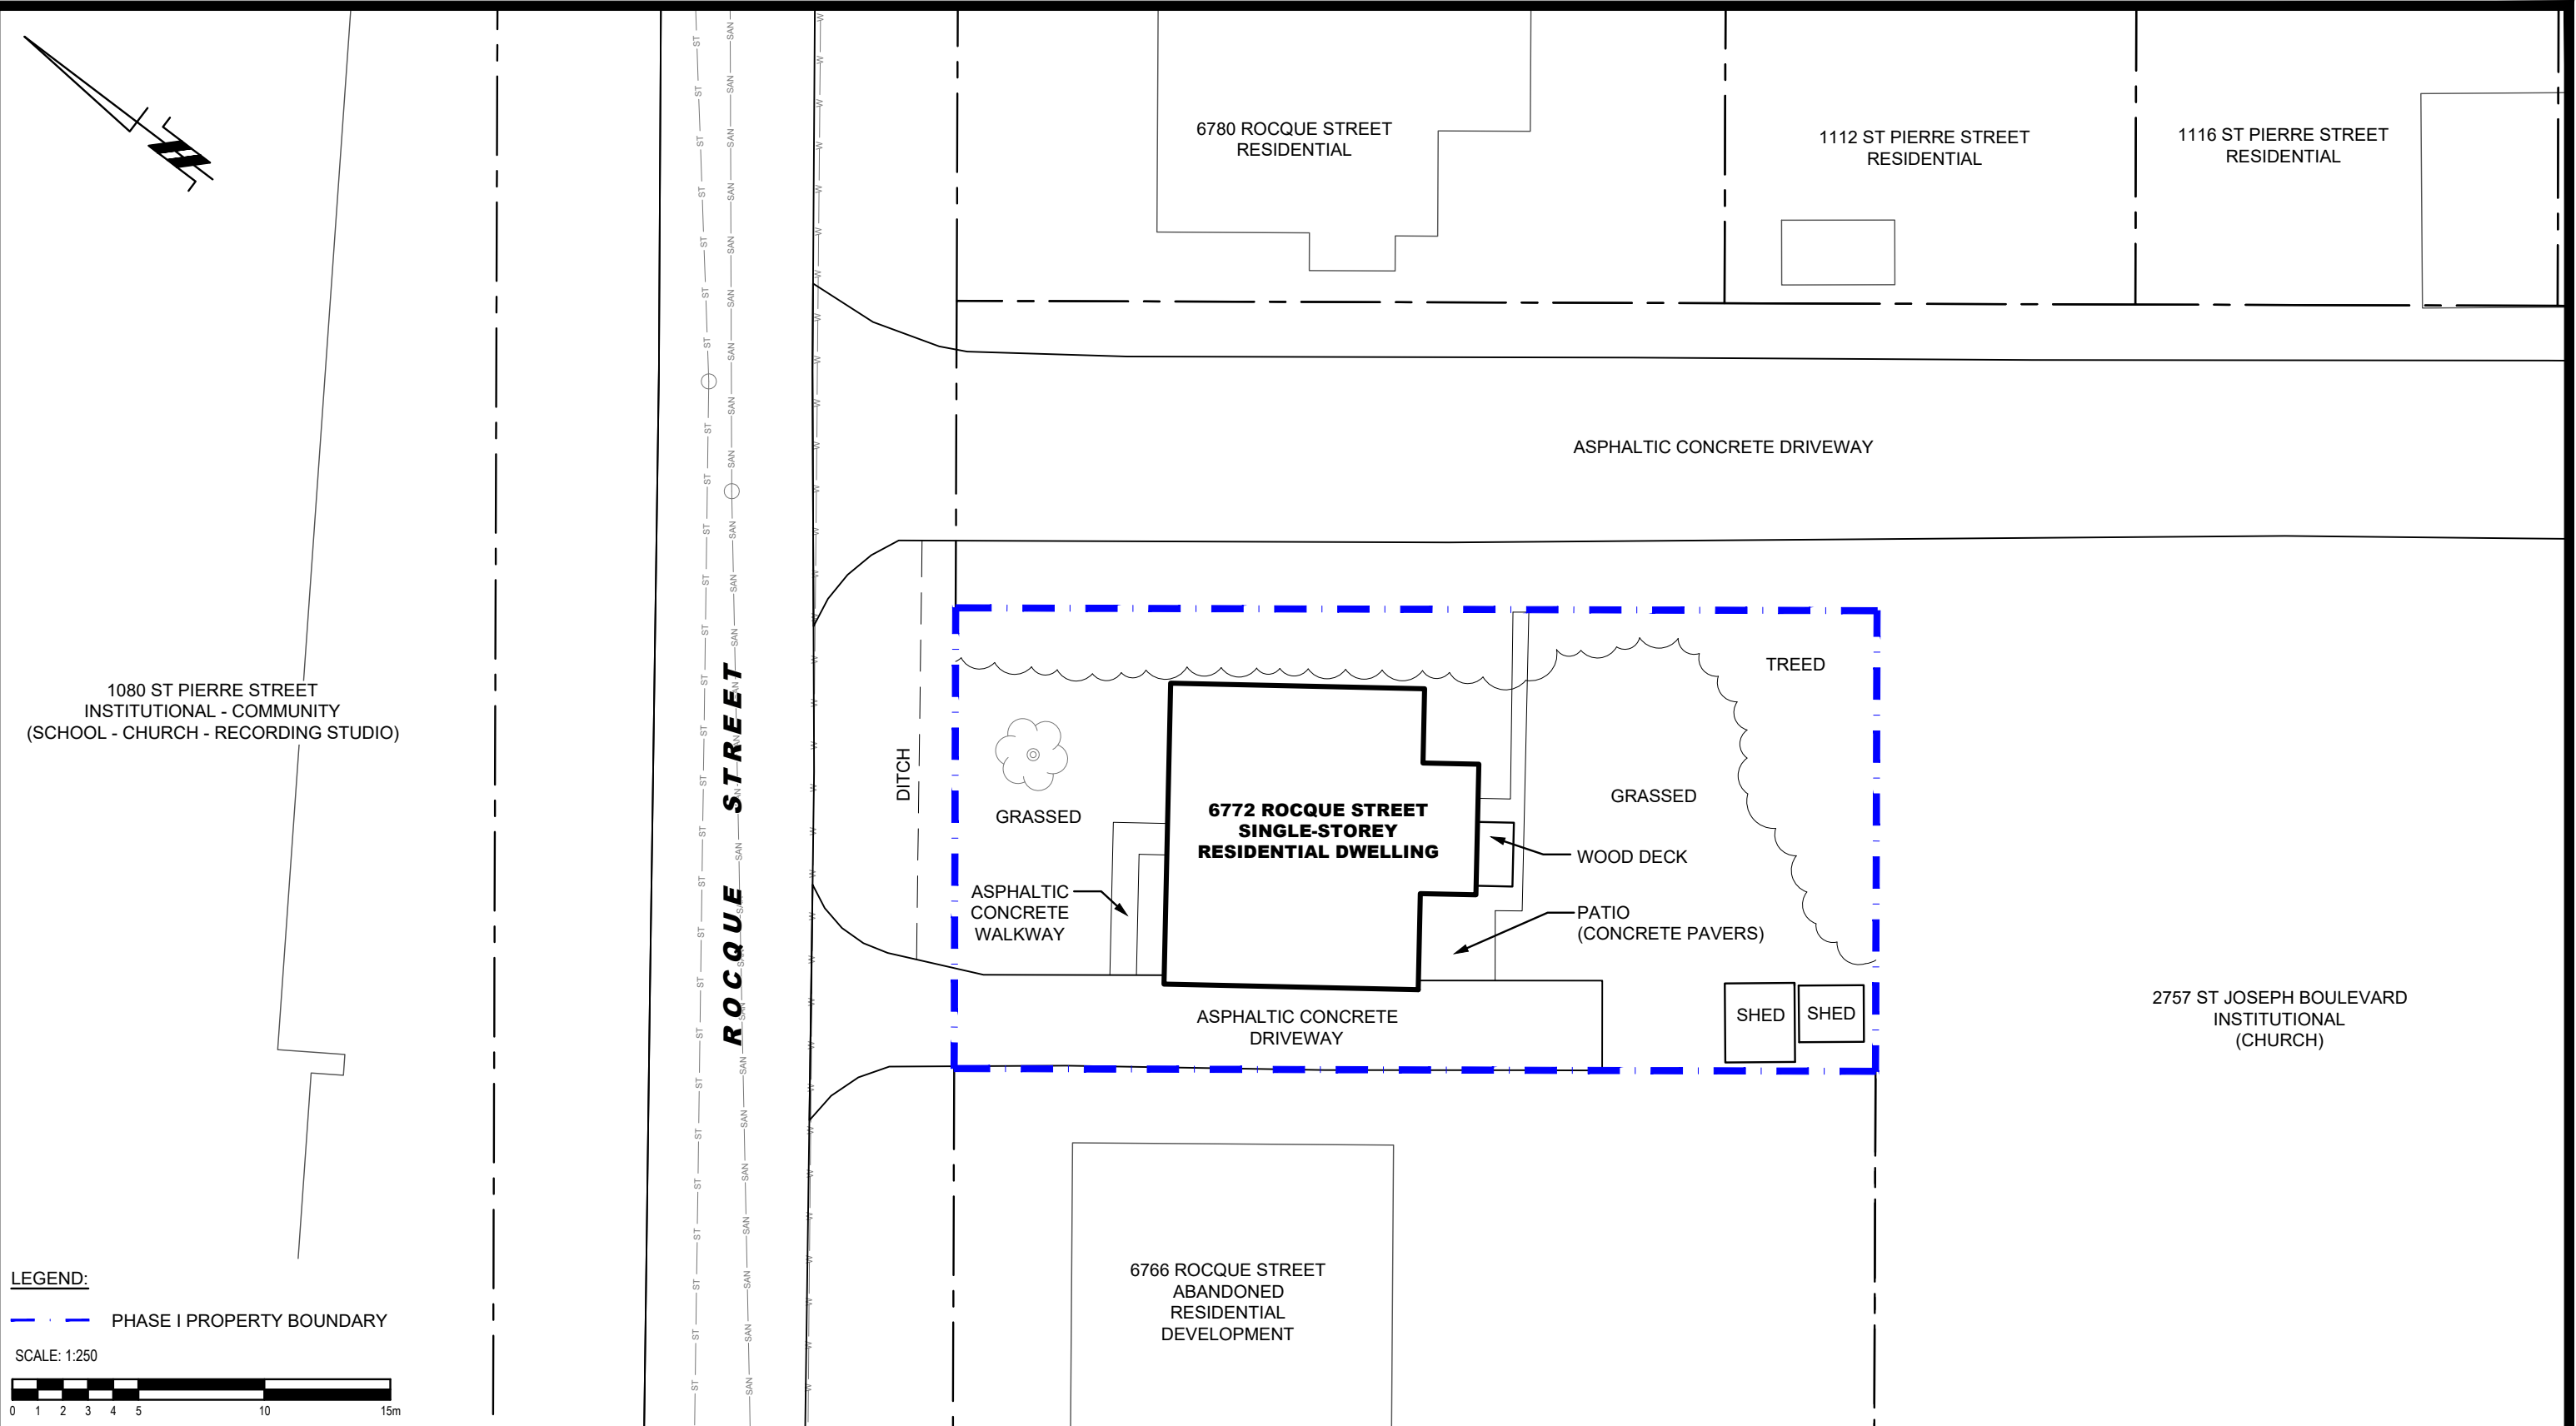 6780 ROCQUE STREET
RESIDENTIAL
1112 ST PIERRE STREET
RESIDENTIAL
1116 ST PIERRE STREET
RESIDENTIAL
ASPHALTIC CONCRETE DRIVEWAY
1080 ST PIERRE STREET
INSTITUTIONAL - COMMUNITY
(SCHOOL - CHURCH - RECORDING STUDIO)
ROCQUE STREET
ST
SAN
W
DITCH
TREED
GRASSED
6772 ROCQUE STREET
SINGLE-STOREY
RESIDENTIAL DWELLING
GRASSED
WOOD DECK
ASPHALTIC
CONCRETE
WALKWAY
PATIO
(CONCRETE PAVERS)
ASPHALTIC CONCRETE
DRIVEWAY
SHED
SHED
2757 ST JOSEPH BOULEVARD
INSTITUTIONAL
(CHURCH)
6766 ROCQUE STREET
ABANDONED
RESIDENTIAL
DEVELOPMENT
LEGEND:
PHASE I PROPERTY BOUNDARY
SCALE: 1:250
0 1 2 3 4 5 10 15m